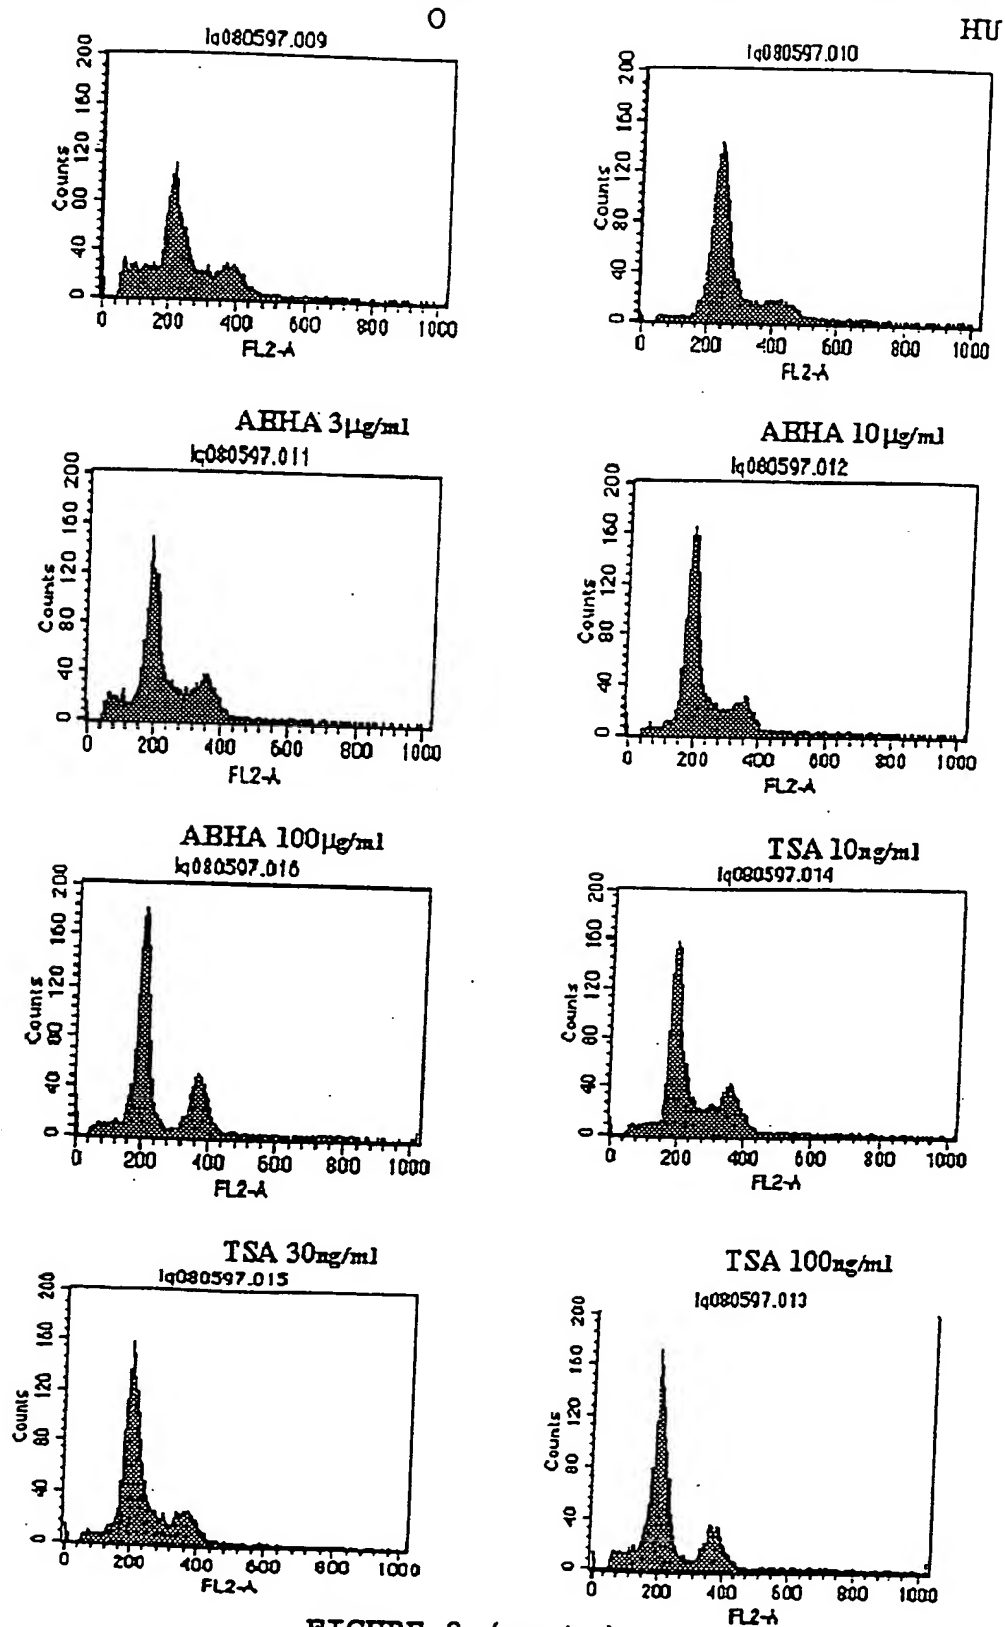 O
lq080597.009
200
160
120
80
40
0
Counts
0 200 400 600 800 1000
FL2-A
HU
lq080597.010
200
160
120
80
40
0
Counts
0 200 400 600 800 1000
FL2-A
ABHA 3µg/ml
lq080597.011
200
160
120
80
40
0
Counts
0 200 400 600 800 1000
FL2-A
ABHA 10µg/ml
lq080597.012
200
160
120
80
40
0
Counts
0 200 400 600 800 1000
FL2-A
ABHA 100µg/ml
lq080597.016
200
160
120
80
40
0
Counts
0 200 400 600 800 1000
FL2-A
TSA 10ng/ml
lq080597.014
200
160
120
80
40
0
Counts
0 200 400 600 800 1000
FL2-A
TSA 30ng/ml
lq080597.015
200
160
120
80
40
0
Counts
0 200 400 600 800 1000
FL2-A
TSA 100ng/ml
lq080597.013
200
160
120
80
40
0
Counts
0 200 400 600 800 1000
FL2-A
FIGURE